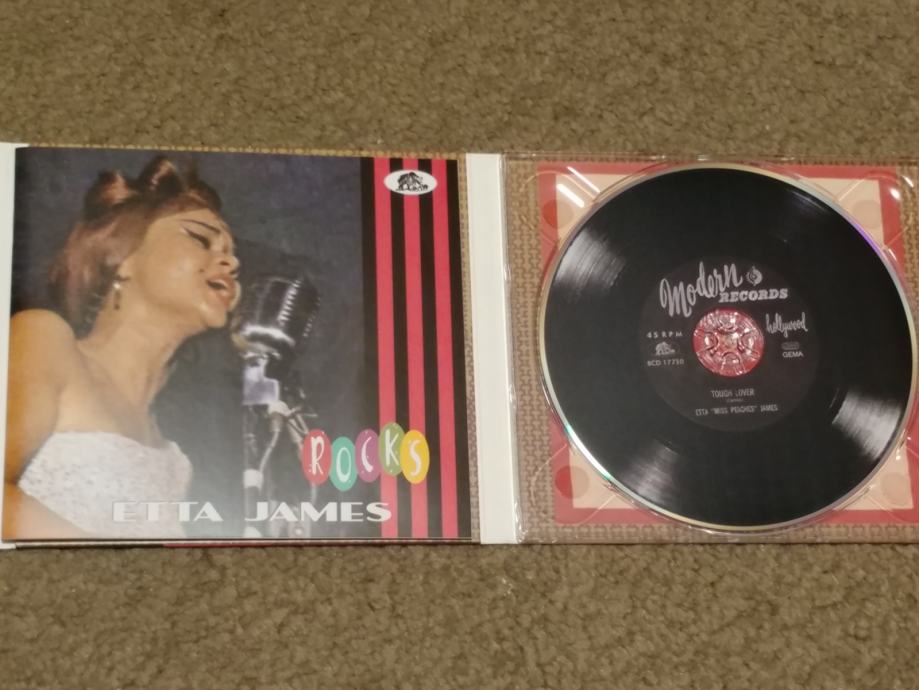 ROCKS
ETTA JAMES
Modern
RECORDS
hollywood
45 RPM
GEMA
BCD 17750
TOUGH LOVER
ETTA "MISS PEACHES" JAMES